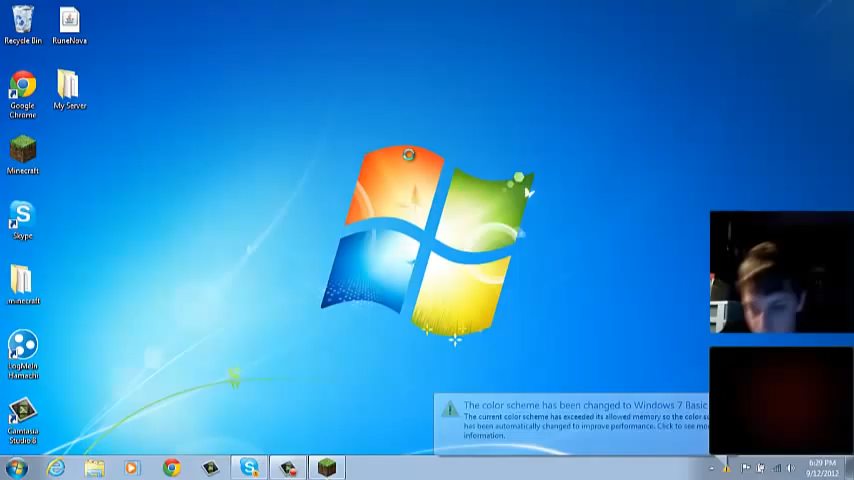 Recycle Bin
RuneNova
Google
Chrome
My Server
Minecraft
Skype
.minecraft
LogMeIn
Hamachi
Camtasia
Studio 8
The color scheme has been changed to Windows 7 Basic
The current color scheme has exceeded its allowed memory so the color
has been automatically changed to improve performance. Click to see
information.
6:29 PM
9/12/2012